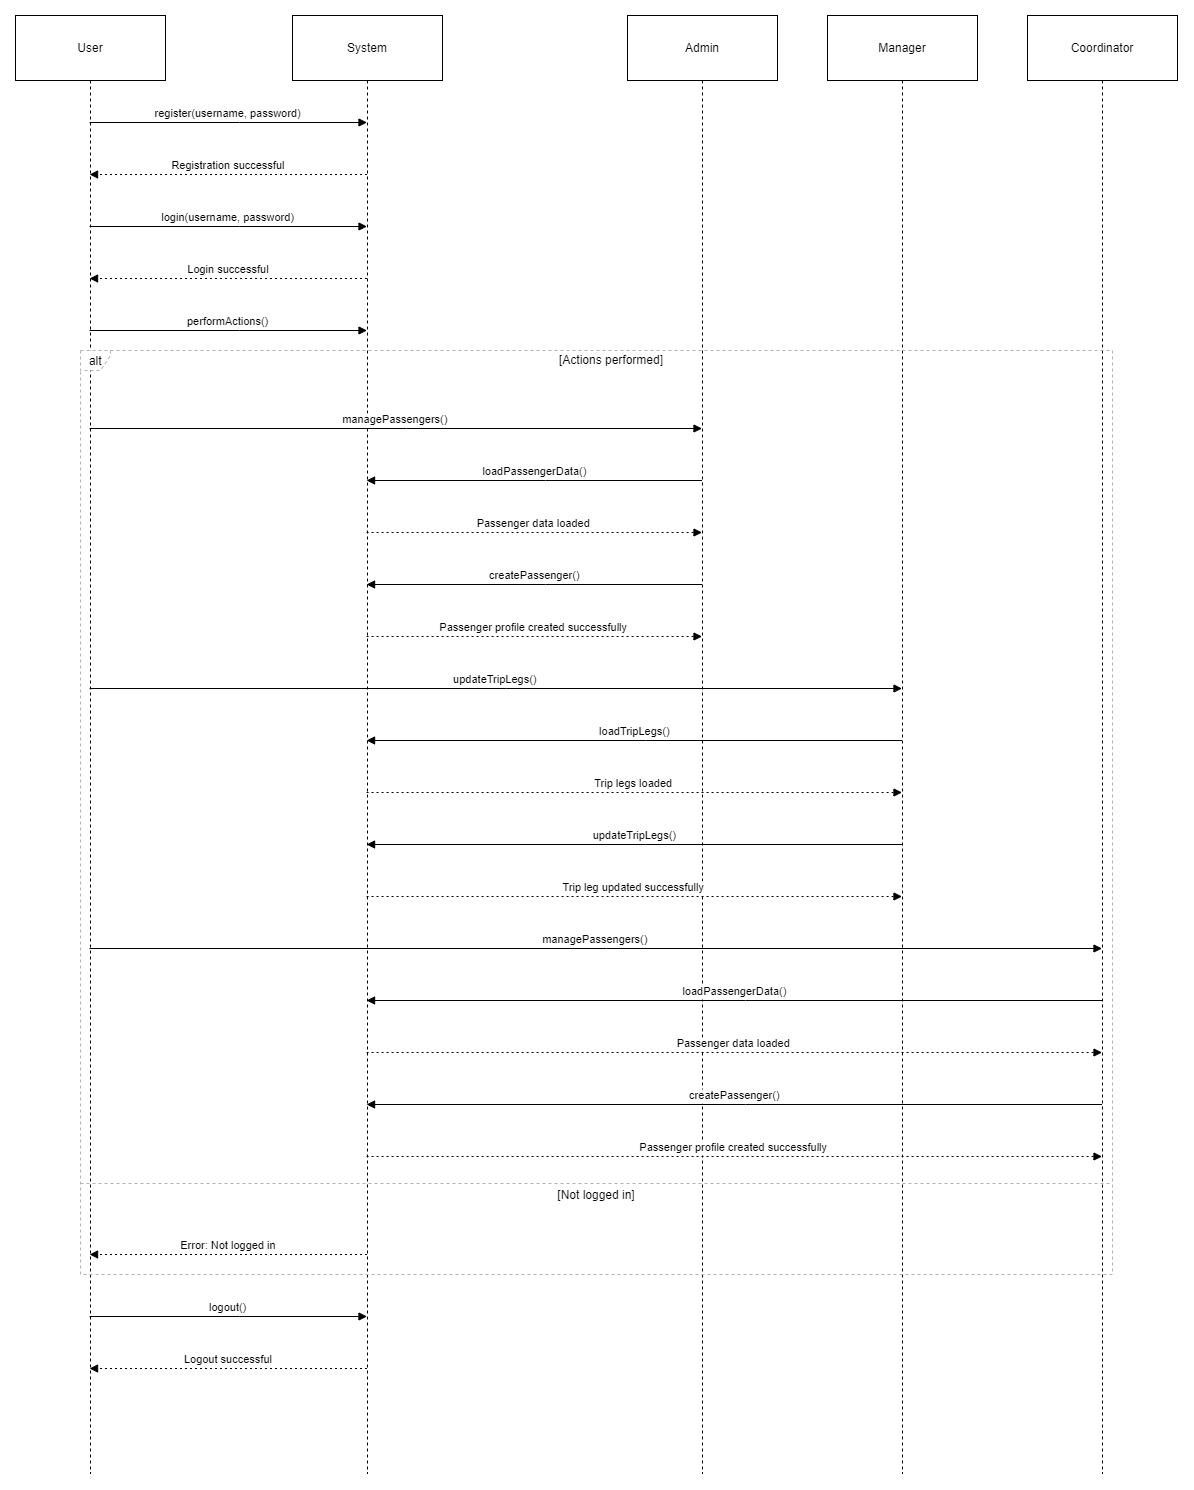 User
System
Admin
Manager
Coordinator
register(username, password)
Registration successful
login(username, password)
Login successful
performActions()
alt
[Actions performed]
managePassengers()
loadPassengerData()
Passenger data loaded
createPassenger()
Passenger profile created successfully
updateTripLegs()
loadTripLegs()
Trip legs loaded
updateTripLegs()
Trip leg updated successfully
managePassengers()
loadPassengerData()
Passenger data loaded
createPassenger()
Passenger profile created successfully
[Not logged in]
Error: Not logged in
logout()
Logout successful